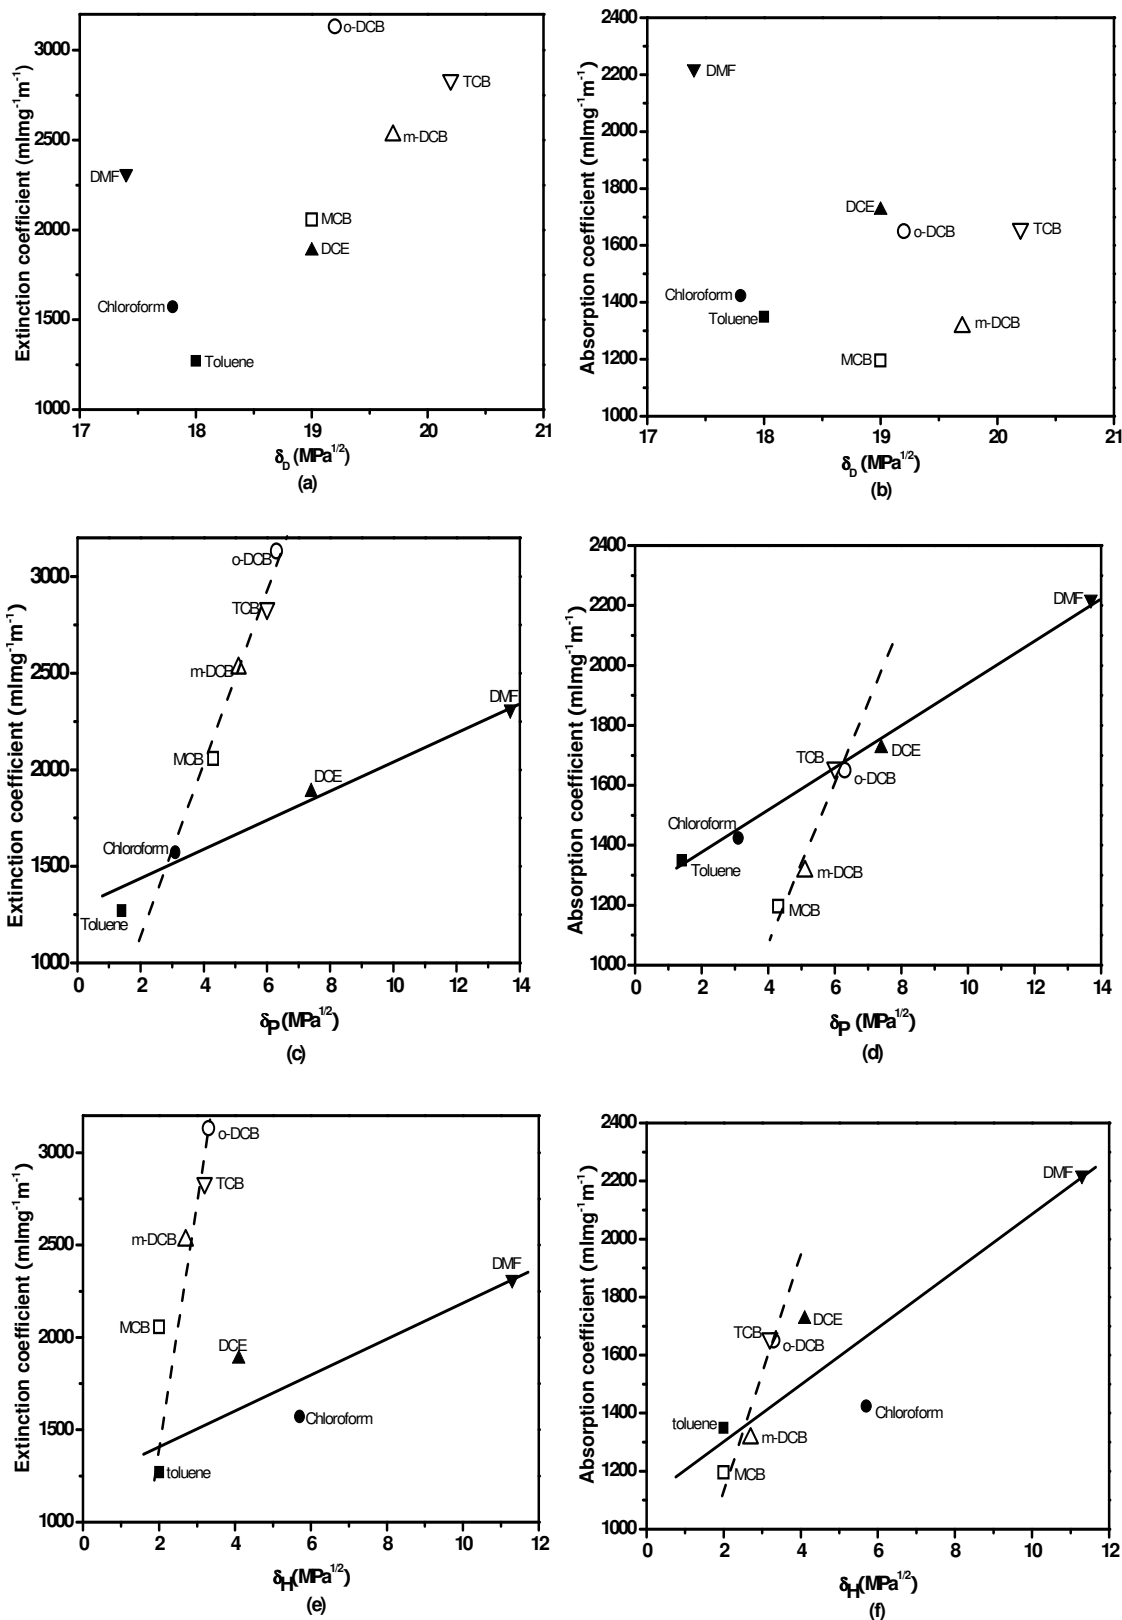 Extinction coefficient (mlmg⁻¹m⁻¹)
3000
2500
2000
1500
1000
o-DCB
TCB
m-DCB
DMF
MCB
DCE
Chloroform
Toluene
17 18 19 20 21
δD (MPa1/2)
(a)
Absorption coefficient (mlmg⁻¹m⁻¹)
2400
2200
2000
1800
1600
1400
1200
1000
DMF
DCE
o-DCB
TCB
Chloroform
Toluene
m-DCB
MCB
17 18 19 20 21
δD (MPa1/2)
(b)
Extinction coefficient (mlmg⁻¹m⁻¹)
3000
2500
2000
1500
1000
o-DCB
TCB
m-DCB
DMF
MCB
DCE
Chloroform
Toluene
0 2 4 6 8 10 12 14
δP (MPa1/2)
(c)
Absorption coefficient (mlmg⁻¹m⁻¹)
2400
2200
2000
1800
1600
1400
1200
1000
DMF
TCB
DCE
o-DCB
Chloroform
Toluene
m-DCB
MCB
0 2 4 6 8 10 12 14
δP (MPa1/2)
(d)
Extinction coefficient (mlmg⁻¹m⁻¹)
3000
2500
2000
1500
1000
o-DCB
TCB
m-DCB
DMF
MCB
DCE
Chloroform
toluene
0 2 4 6 8 10 12
δH(MPa1/2)
(e)
Absorption coefficient (mlmg⁻¹m⁻¹)
2400
2200
2000
1800
1600
1400
1200
1000
DMF
DCE
TCB
o-DCB
toluene
Chloroform
m-DCB
MCB
0 2 4 6 8 10 12
δH(MPa1/2)
(f)